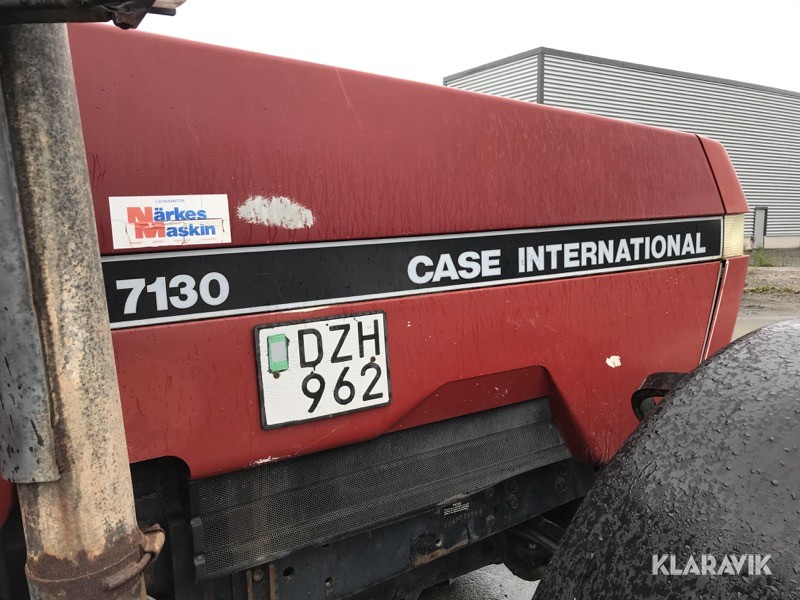 Närkes
Maskin
7130
CASE INTERNATIONAL
DZH
962
KLARAVIK